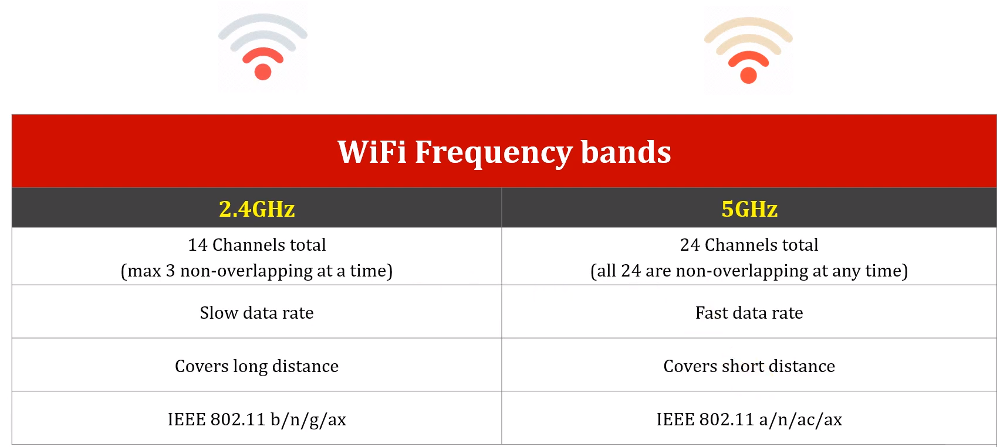 WiFi Frequency bands
2.4GHz
5GHz
14 Channels total
(max 3 non-overlapping at a time)
24 Channels total
(all 24 are non-overlapping at any time)
Slow data rate
Fast data rate
Covers long distance
Covers short distance
IEEE 802.11 b/n/g/ax
IEEE 802.11 a/n/ac/ax